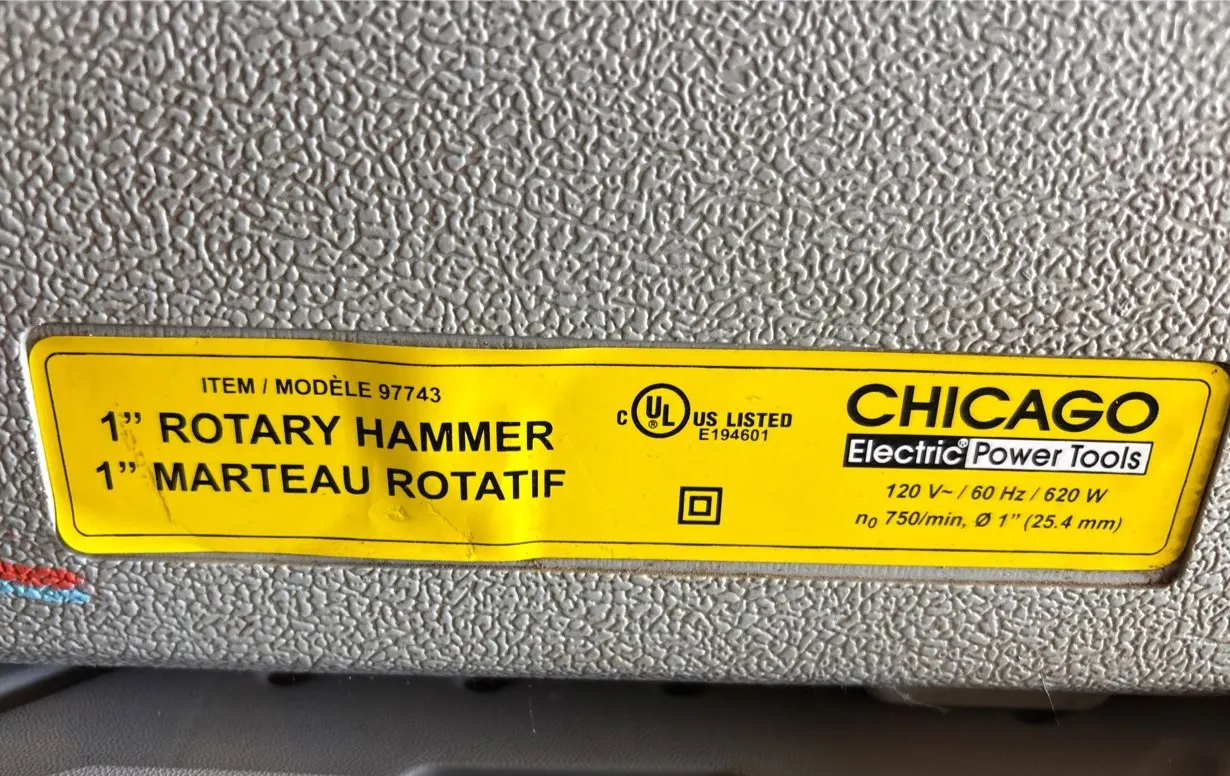 ITEM / MODÈLE 97743
1” ROTARY HAMMER
1” MARTEAU ROTATIF
C UL ® US LISTED
E194601
CHICAGO
Electric® Power Tools
120 V~ / 60 Hz / 620 W
n₀ 750/min, Ø 1” (25.4 mm)